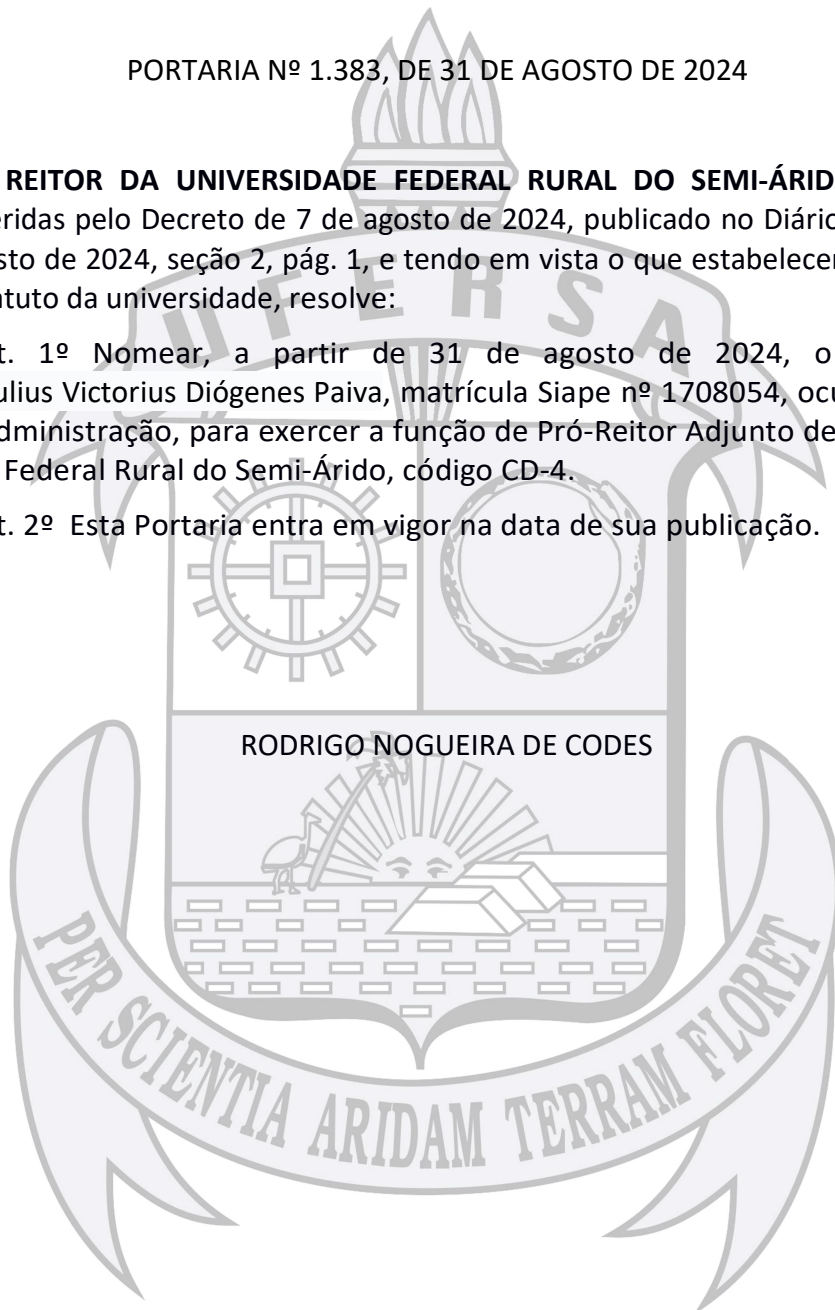 PORTARIA Nº 1.383, DE 31 DE AGOSTO DE 2024
REITOR DA UNIVERSIDADE FEDERAL RURAL DO SEMI-ÁRID
eridas pelo Decreto de 7 de agosto de 2024, publicado no Diário
sto de 2024, seção 2, pág. 1, e tendo em vista o que estabelecer
tuto da universidade, resolve:
UFERSA
t. 1º Nomear, a partir de 31 de agosto de 2024, o
ulius Victorius Diógenes Paiva, matrícula Siape nº 1708054, ocu
dministração, para exercer a função de Pró-Reitor Adjunto de
Federal Rural do Semi-Árido, código CD-4.
t. 2º Esta Portaria entra em vigor na data de sua publicação.
RODRIGO NOGUEIRA DE CODES
PER SCIENTIA ARIDAM TERRAM FLORET